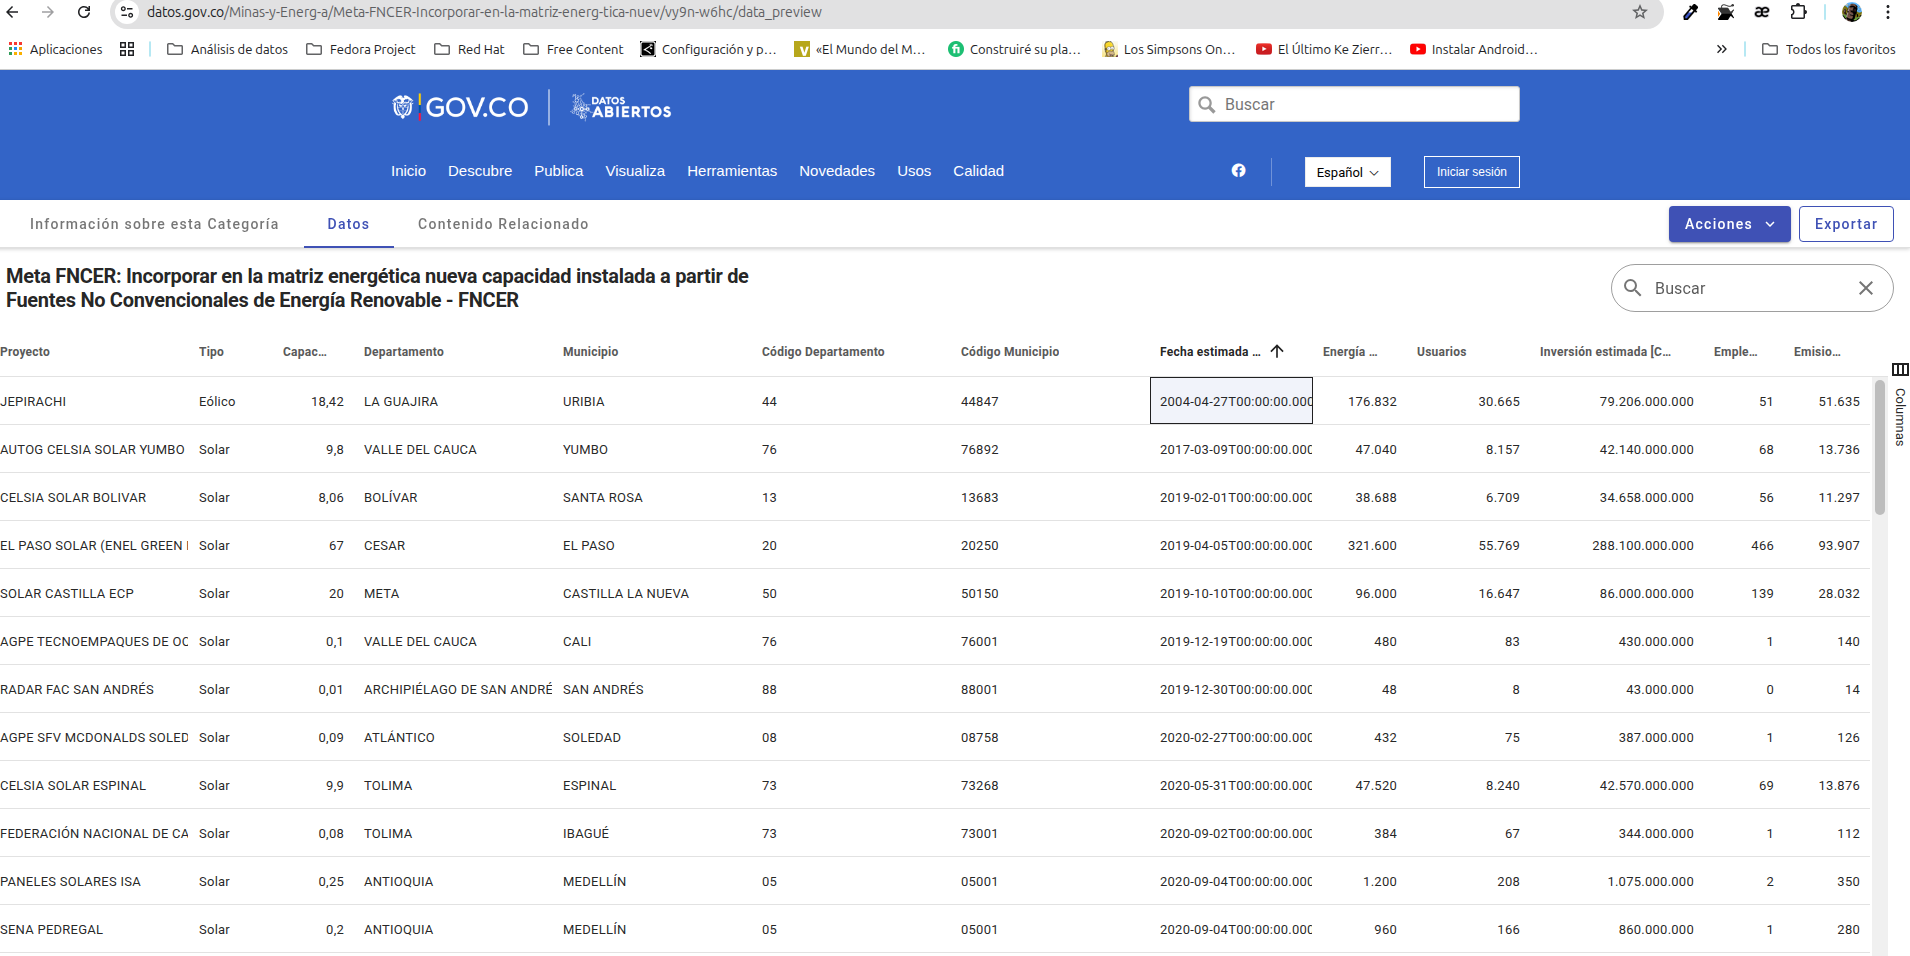 datos.gov.co/Minas-y-Energ-a/Meta-FNCER-Incorporar-en-la-matriz-energ-tica-nuev/vy9n-w6hc/data_preview
Aplicaciones Análisis de datos Fedora Project Red Hat Free Content Configuración y p... «El Mundo del M... Construiré su pla... Los Simpsons On... El Último Ke Zierr... Instalar Android... » Todos los favoritos
GOV.CO DATOS ABIERTOS Buscar
Inicio Descubre Publica Visualiza Herramientas Novedades Usos Calidad Español Iniciar sesión
Información sobre esta Categoría Datos Contenido Relacionado Acciones Exportar
Meta FNCER: Incorporar en la matriz energética nueva capacidad instalada a partir de
Fuentes No Convencionales de Energía Renovable - FNCER
Buscar
Proyecto Tipo Capac... Departamento Municipio Código Departamento Código Municipio Fecha estimada ... Energía ... Usuarios Inversión estimada [C... Emple... Emisio...
Columnas
JEPIRACHI Eólico 18,42 LA GUAJIRA URIBIA 44 44847 2004-04-27T00:00:00.000 176.832 30.665 79.206.000.000 51 51.635
AUTOG CELSIA SOLAR YUMBO Solar 9,8 VALLE DEL CAUCA YUMBO 76 76892 2017-03-09T00:00:00.000 47.040 8.157 42.140.000.000 68 13.736
CELSIA SOLAR BOLIVAR Solar 8,06 BOLÍVAR SANTA ROSA 13 13683 2019-02-01T00:00:00.000 38.688 6.709 34.658.000.000 56 11.297
EL PASO SOLAR (ENEL GREEN Solar 67 CESAR EL PASO 20 20250 2019-04-05T00:00:00.000 321.600 55.769 288.100.000.000 466 93.907
SOLAR CASTILLA ECP Solar 20 META CASTILLA LA NUEVA 50 50150 2019-10-10T00:00:00.000 96.000 16.647 86.000.000.000 139 28.032
AGPE TECNOEMPAQUES DE OC Solar 0,1 VALLE DEL CAUCA CALI 76 76001 2019-12-19T00:00:00.000 480 83 430.000.000 1 140
RADAR FAC SAN ANDRÉS Solar 0,01 ARCHIPIÉLAGO DE SAN ANDRÉ SAN ANDRÉS 88 88001 2019-12-30T00:00:00.000 48 8 43.000.000 0 14
AGPE SFV MCDONALDS SOLED Solar 0,09 ATLÁNTICO SOLEDAD 08 08758 2020-02-27T00:00:00.000 432 75 387.000.000 1 126
CELSIA SOLAR ESPINAL Solar 9,9 TOLIMA ESPINAL 73 73268 2020-05-31T00:00:00.000 47.520 8.240 42.570.000.000 69 13.876
FEDERACIÓN NACIONAL DE CA Solar 0,08 TOLIMA IBAGUÉ 73 73001 2020-09-02T00:00:00.000 384 67 344.000.000 1 112
PANELES SOLARES ISA Solar 0,25 ANTIOQUIA MEDELLÍN 05 05001 2020-09-04T00:00:00.000 1.200 208 1.075.000.000 2 350
SENA PEDREGAL Solar 0,2 ANTIOQUIA MEDELLÍN 05 05001 2020-09-04T00:00:00.000 960 166 860.000.000 1 280